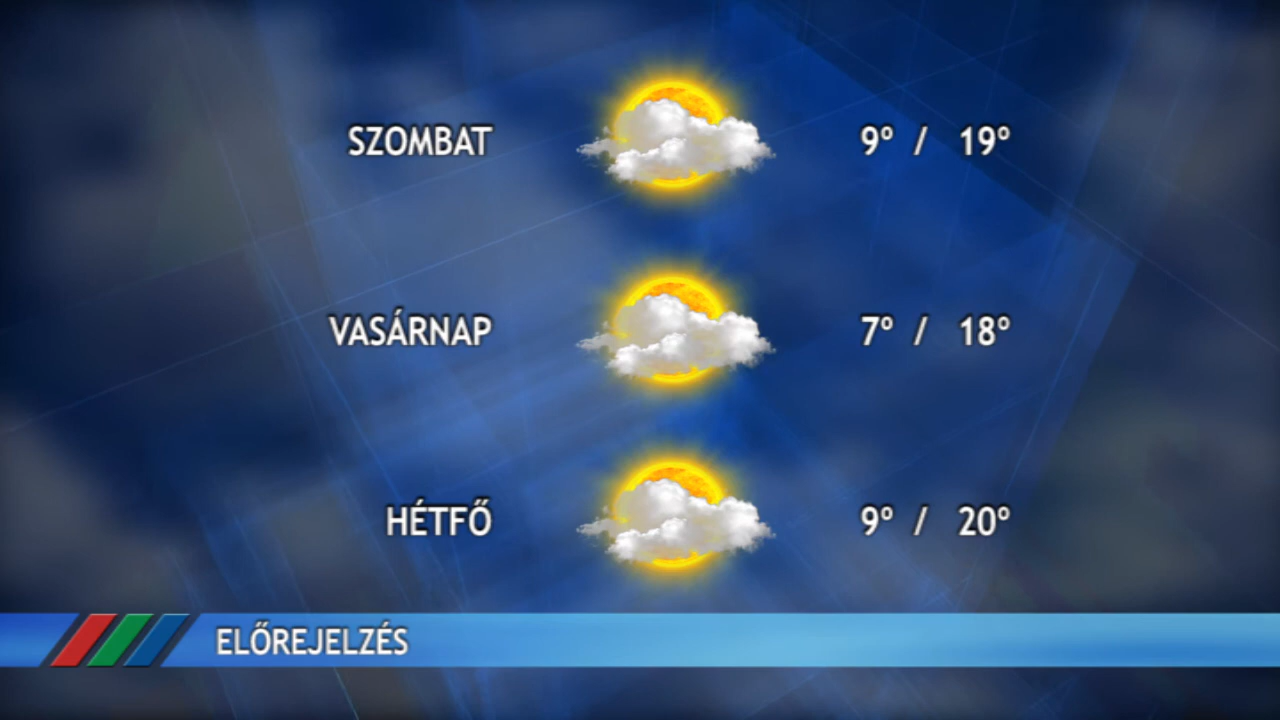 SZOMBAT 9° / 19°
VASÁRNAP 7° / 18°
HÉTFŐ 9° / 20°
ELŐREJELZÉS